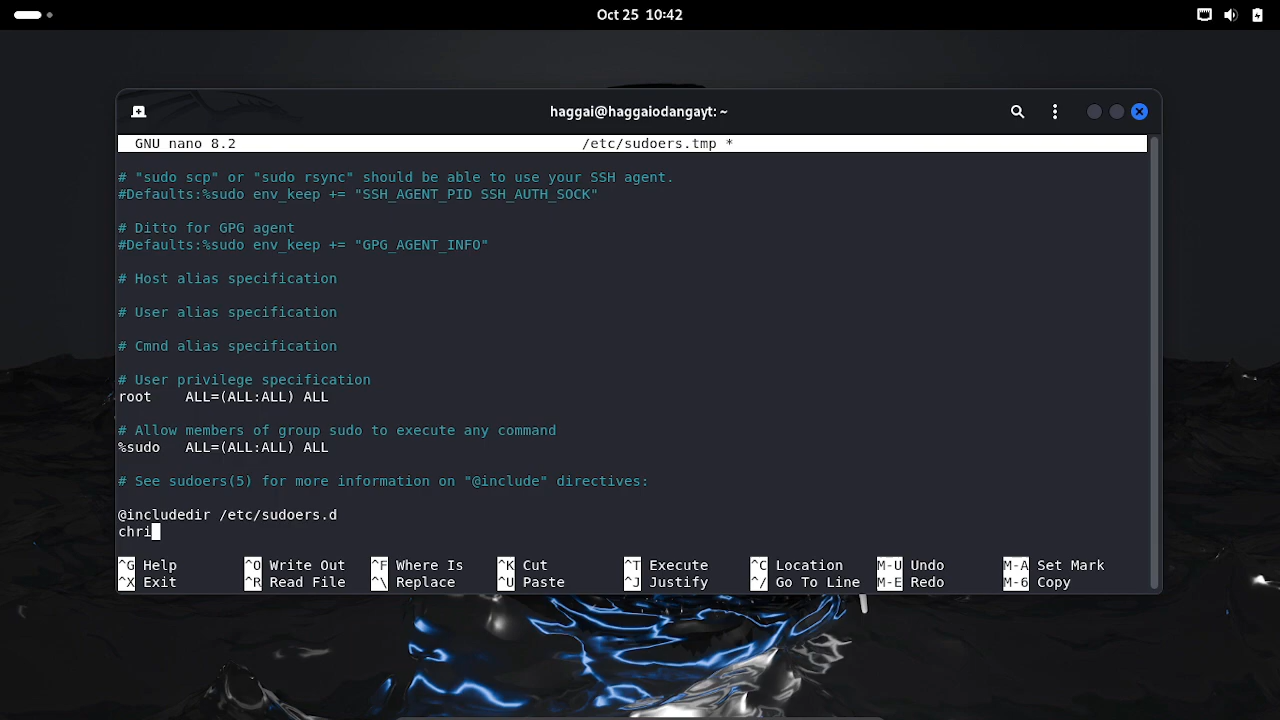 Oct 25 10:42
haggai@haggaiodangayt: ~
GNU nano 8.2 /etc/sudoers.tmp *
# "sudo scp" or "sudo rsync" should be able to use your SSH agent.
#Defaults:%sudo env_keep += "SSH_AGENT_PID SSH_AUTH_SOCK"
# Ditto for GPG agent
#Defaults:%sudo env_keep += "GPG_AGENT_INFO"
# Host alias specification
# User alias specification
# Cmnd alias specification
# User privilege specification
root ALL=(ALL:ALL) ALL
# Allow members of group sudo to execute any command
%sudo ALL=(ALL:ALL) ALL
# See sudoers(5) for more information on "@include" directives:
@includedir /etc/sudoers.d
chri
^G Help ^O Write Out ^F Where Is ^K Cut ^T Execute ^C Location M-U Undo M-A Set Mark
^X Exit ^R Read File ^\ Replace ^U Paste ^J Justify ^/ Go To Line M-E Redo M-6 Copy